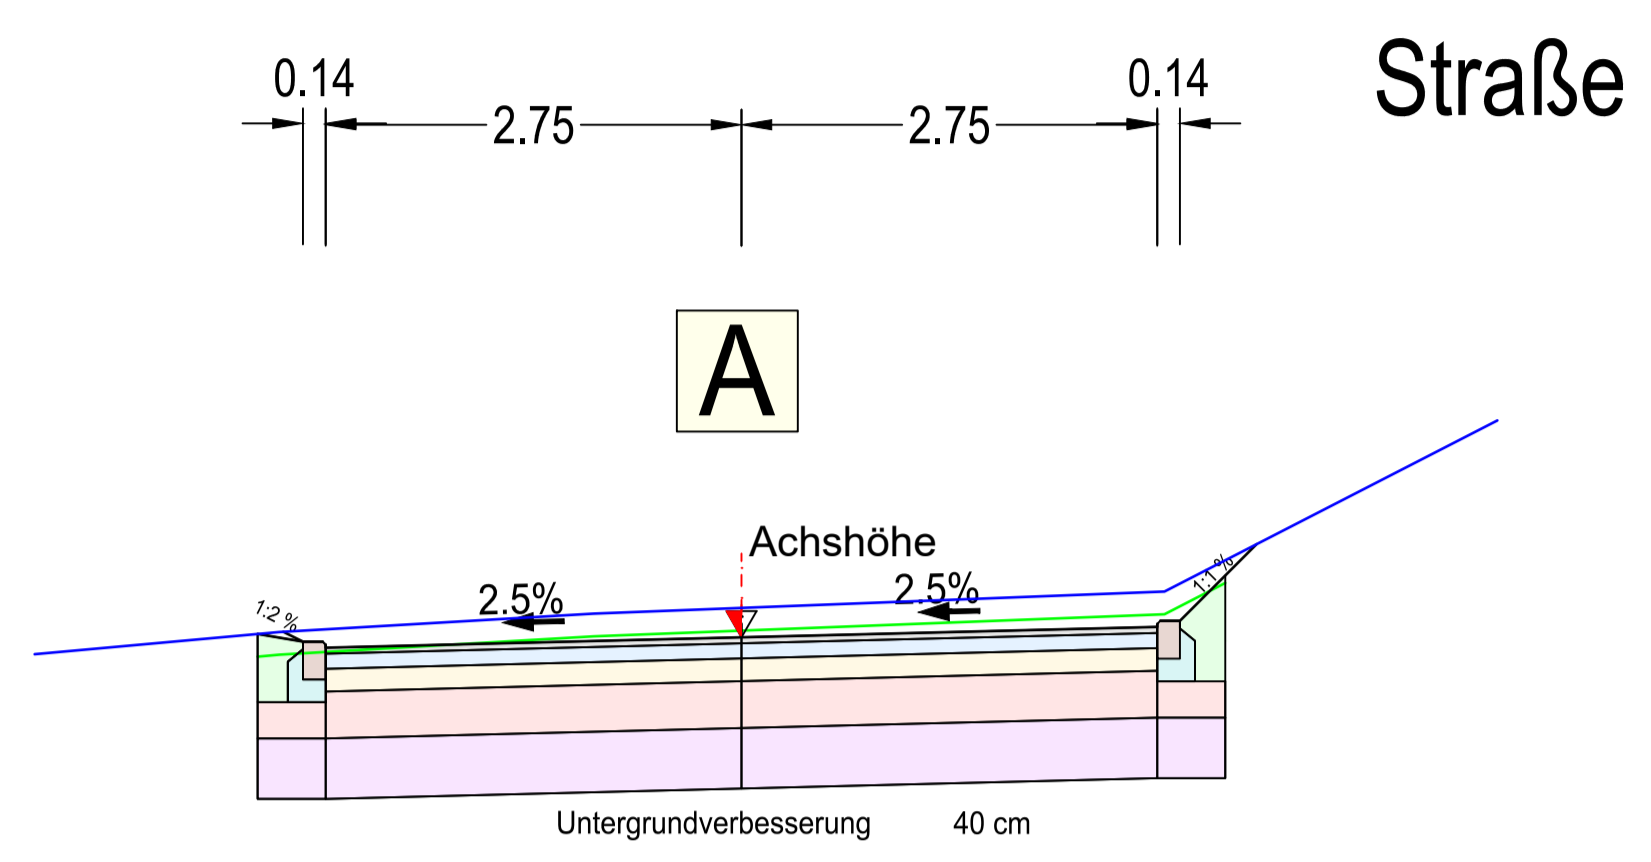 Straße
0.14
0.14
2.75
2.75
A
Achshöhe
2.5%
2.5%
1:2 %
1:1 %
Untergrundverbesserung 40 cm